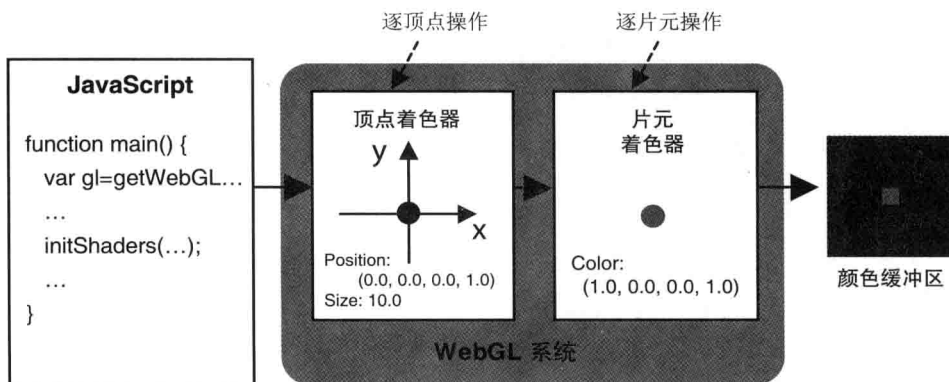 逐顶点操作
逐片元操作
JavaScript
function main() {
var gl=getWebGL…
…
initShaders(…);
…
}
顶点着色器
y
x
Position:
(0.0, 0.0, 0.0, 1.0)
Size: 10.0
片元
着色器
Color:
(1.0, 0.0, 0.0, 1.0)
WebGL 系统
颜色缓冲区